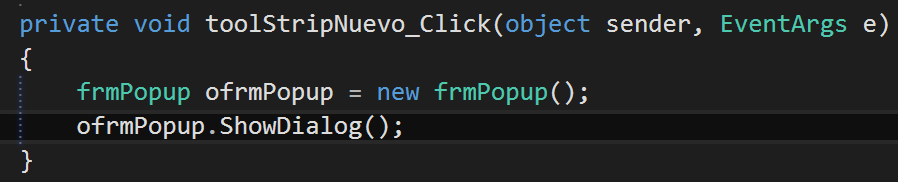 private void toolStripNuevo_Click(object sender, EventArgs e)
{
    frmPopup ofrmPopup = new frmPopup();
    ofrmPopup.ShowDialog();
}